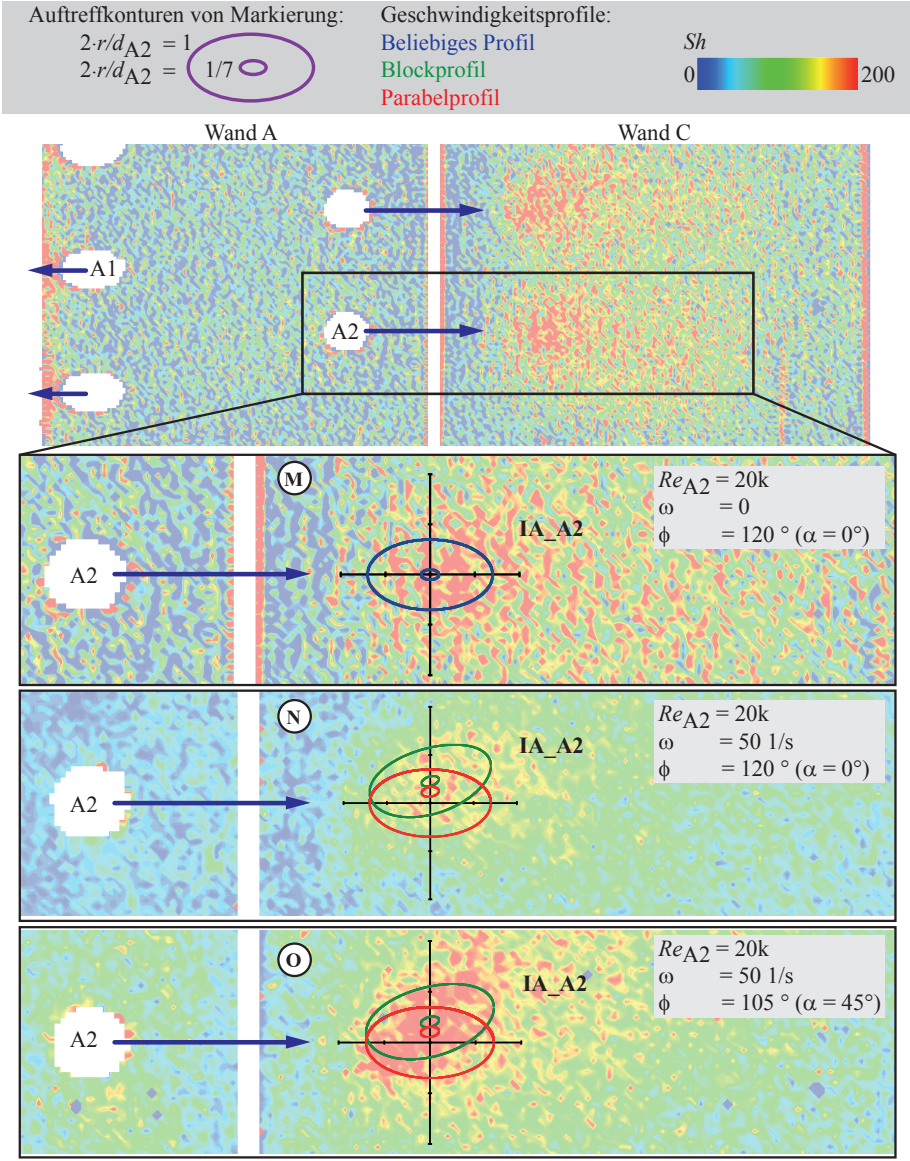 Auftreffkonturen von Markierung:
2·r/dA2 = 1
2·r/dA2 = 1/7
Geschwindigkeitsprofile:
Beliebiges Profil
Blockprofil
Parabelprofil
Sh
0 200
Wand A Wand C
A1
A2
M
A2
IA_A2
ReA2 = 20k
ω = 0
ϕ = 120 ° (α = 0°)
N
A2
IA_A2
ReA2 = 20k
ω = 50 1/s
ϕ = 120 ° (α = 0°)
O
A2
IA_A2
ReA2 = 20k
ω = 50 1/s
ϕ = 105 ° (α = 45°)